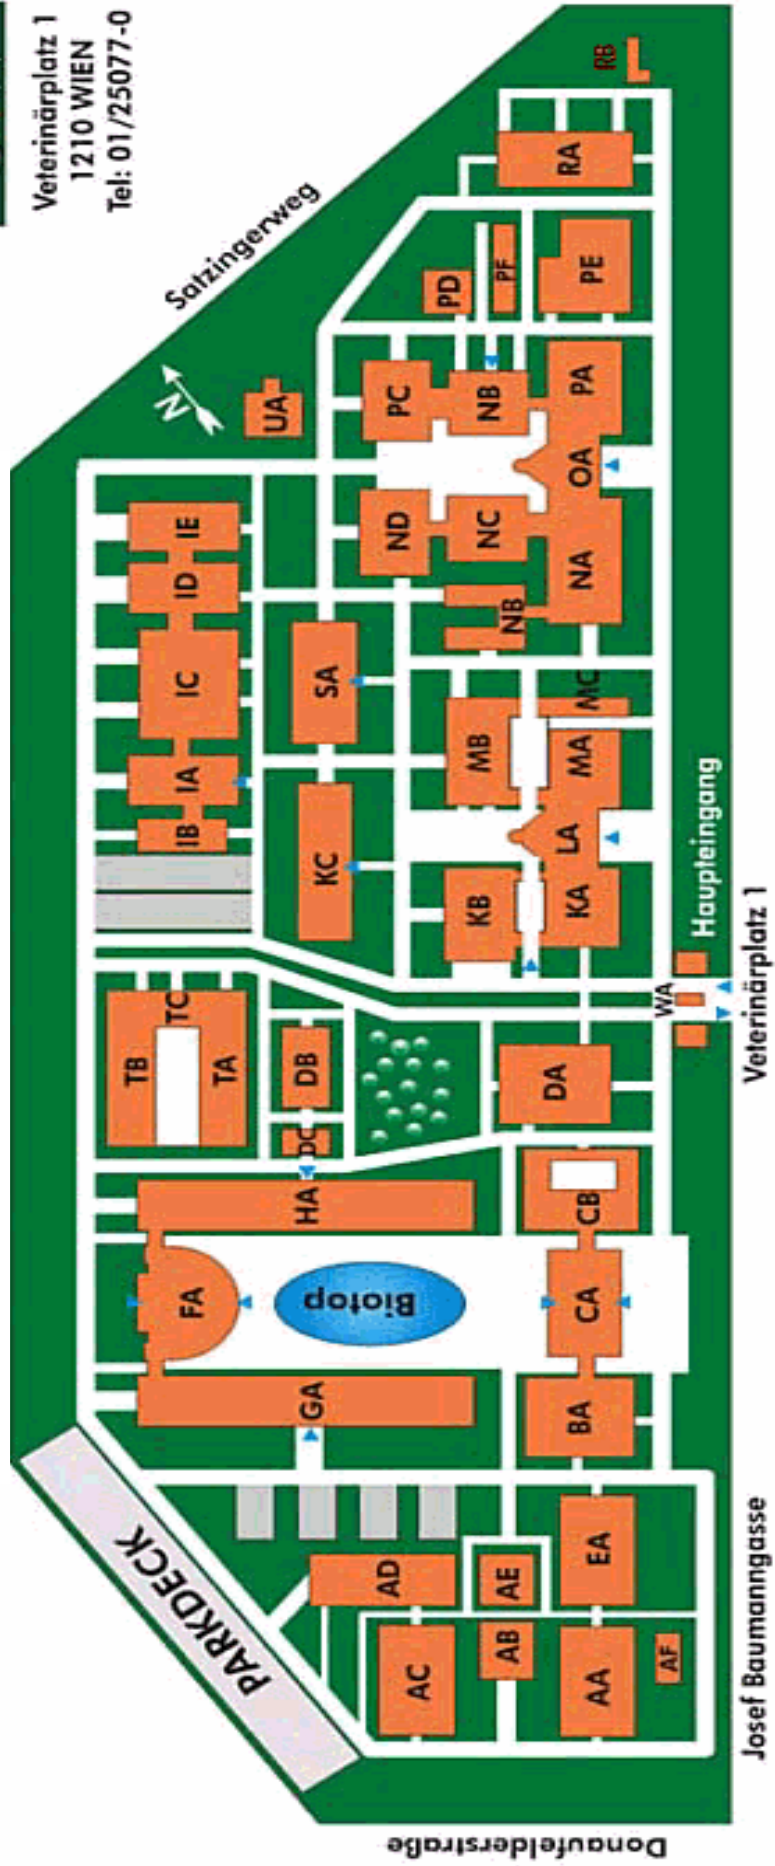 Veterinärplatz 1
1210 WIEN
Tel: 01/25077-0
Satzingerweg
N
PARKDECK
Donaufelderstraße
Josef Baumanngasse
Veterinärplatz 1
Haupteingang
WA
Biotop
AC
AD
AB
AE
AA
EA
AF
GA
FA
HA
BA
CA
CB
TB
TC
TA
DC
DB
DA
IB
IA
IC
ID
IE
UA
KC
SA
KB
MB
KA
LA
MA
MC
NB
ND
NC
NA
OA
PC
NB
PA
PD
PF
PE
RA
RB